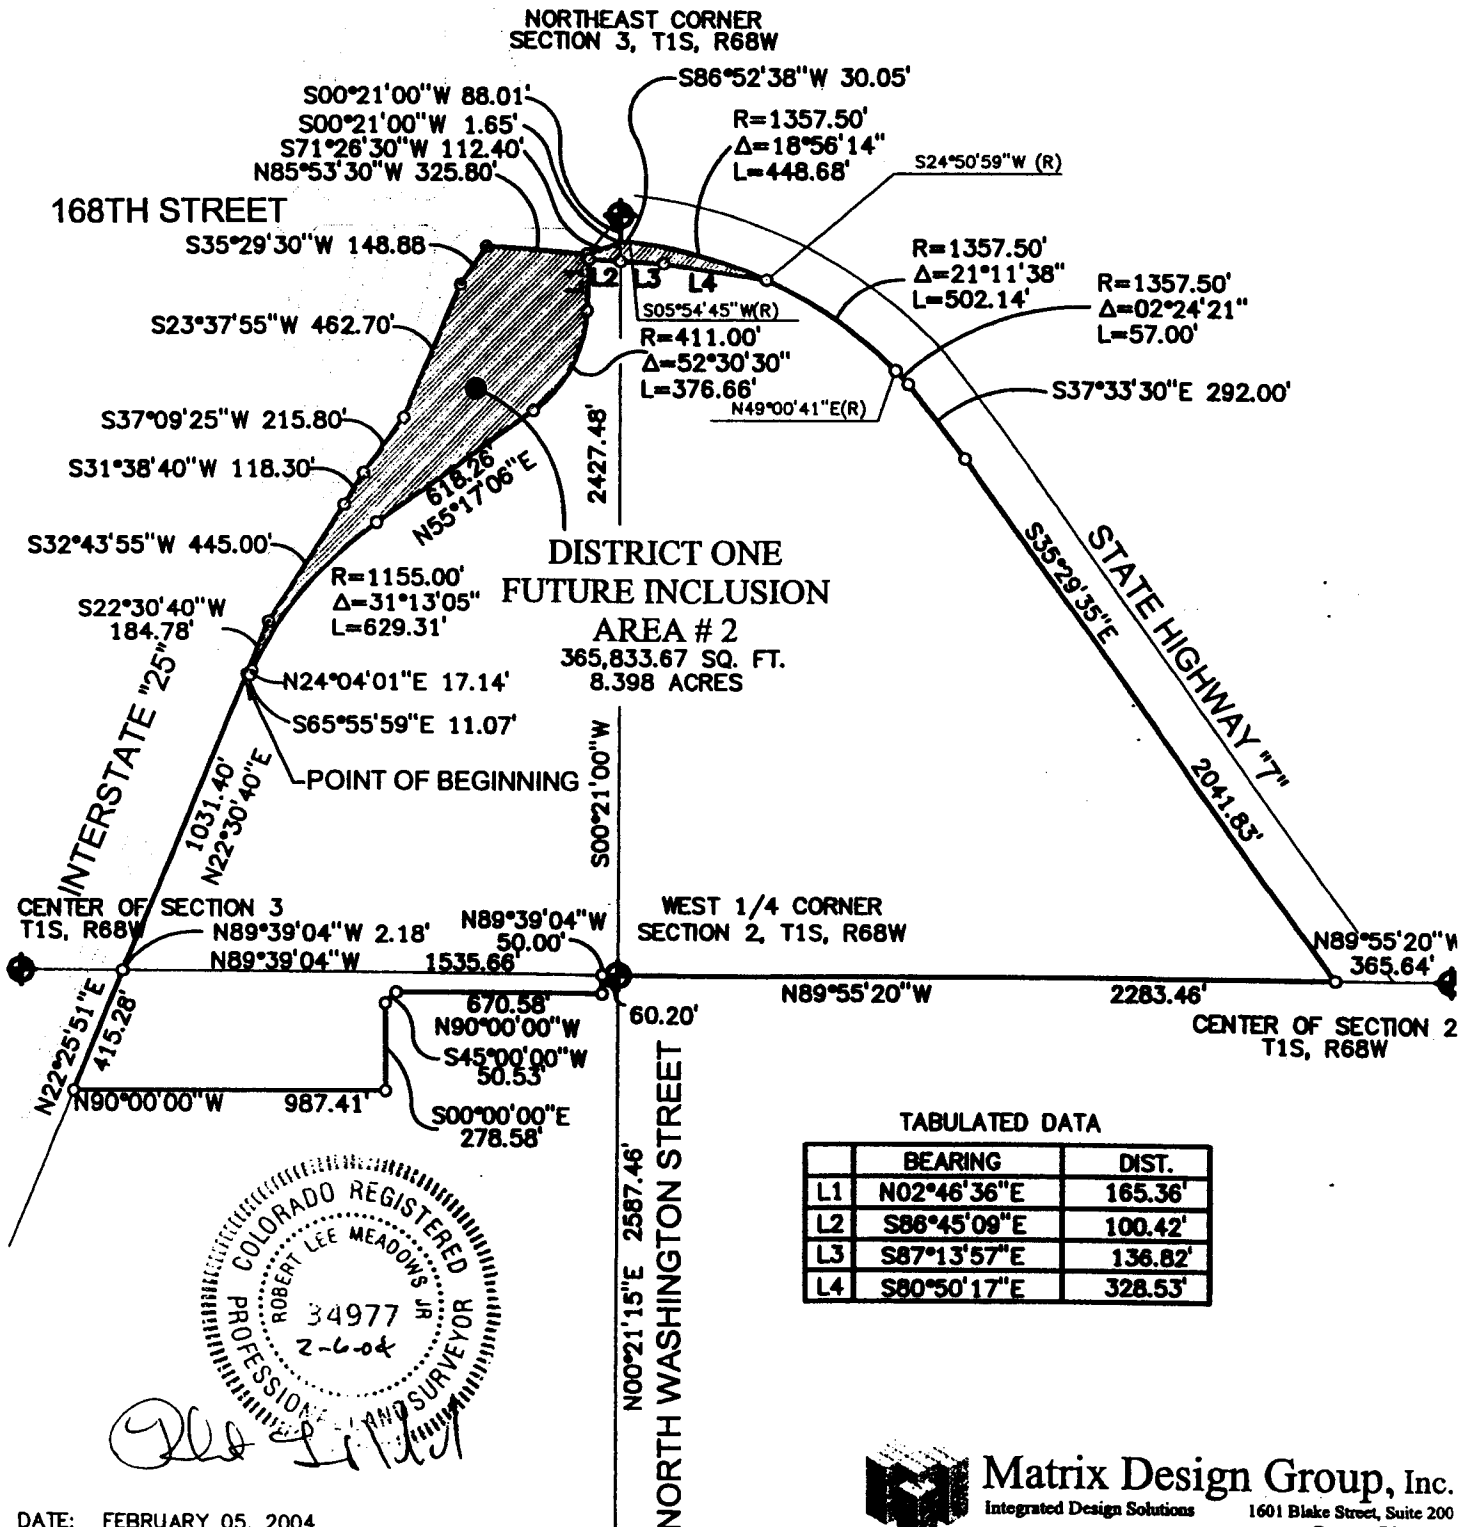 NORTHEAST CORNER
SECTION 3, T1S, R68W
S86°52'38"W 30.05'
S00°21'00"W 88.01'
S00°21'00"W 1.65'
S71°26'30"W 112.40'
N85°53'30"W 325.80'
R=1357.50'
Δ=18°56'14"
L=448.68'
S24°50'59"W (R)
168TH STREET
S35°29'30"W 148.88
R=1357.50'
Δ=21°11'38"
L=502.14'
R=1357.50'
Δ=02°24'21"
L=57.00'
L2
L3
L4
S05°54'45"W(R)
S23°37'55"W 462.70'
R=411.00'
Δ=52°30'30"
L=376.66'
S37°33'30"E 292.00'
N49°00'41"E(R)
S37°09'25"W 215.80'
S31°38'40"W 118.30'
618.26'
N55°17'06"E
2427.48'
S32°43'55"W 445.00'
DISTRICT ONE
FUTURE INCLUSION
AREA # 2
365,833.67 SQ. FT.
8.398 ACRES
R=1155.00'
Δ=31°13'05"
L=629.31'
S22°30'40"W
184.78'
S35°29'35"E
2041.83'
STATE HIGHWAY "7"
N24°04'01"E 17.14'
S65°55'59"E 11.07'
POINT OF BEGINNING
INTERSTATE "25"
1031.40'
N22°30'40"E
S00°21'00"W
CENTER OF SECTION 3
T1S, R68W
N89°39'04"W 2.18'
N89°39'04"W
50.00'
WEST 1/4 CORNER
SECTION 2, T1S, R68W
N89°39'04"W 1535.66'
N89°55'20"W
365.64'
N89°55'20"W 2283.46'
CENTER OF SECTION 2
T1S, R68W
N22°25'51"E
415.28'
670.58'
N90°00'00"W
60.20'
S45°00'00"W
50.53'
N90°00'00"W 987.41'
S00°00'00"E
278.58'
N00°21'15"E 2587.46'
NORTH WASHINGTON STREET
TABULATED DATA
BEARING DIST.
L1 N02°46'36"E 165.36'
L2 S86°45'09"E 100.42'
L3 S87°13'57"E 136.82'
L4 S80°50'17"E 328.53'
COLORADO REGISTERED
ROBERT LEE MEADOWS JR
34977
2-6-04
PROFESSIONAL LAND SURVEYOR
Matrix Design Group, Inc.
Integrated Design Solutions
1601 Blake Street, Suite 200
DATE: FEBRUARY 05, 2004